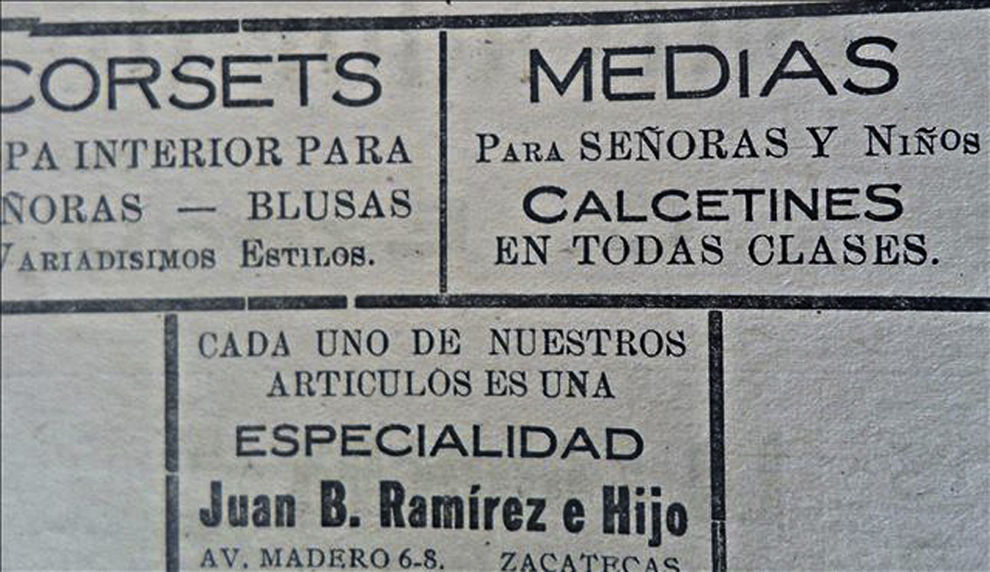 CORSETS
PA INTERIOR PARA
ÑORAS — BLUSAS
VARIADISIMOS ESTILOS.
MEDIAS
PARA SEÑORAS Y NIÑOS
CALCETINES
EN TODAS CLASES.
CADA UNO DE NUESTROS
ARTICULOS ES UNA
ESPECIALIDAD
Juan B. Ramírez e Hijo
AV. MADERO 6-8. ZACATECAS